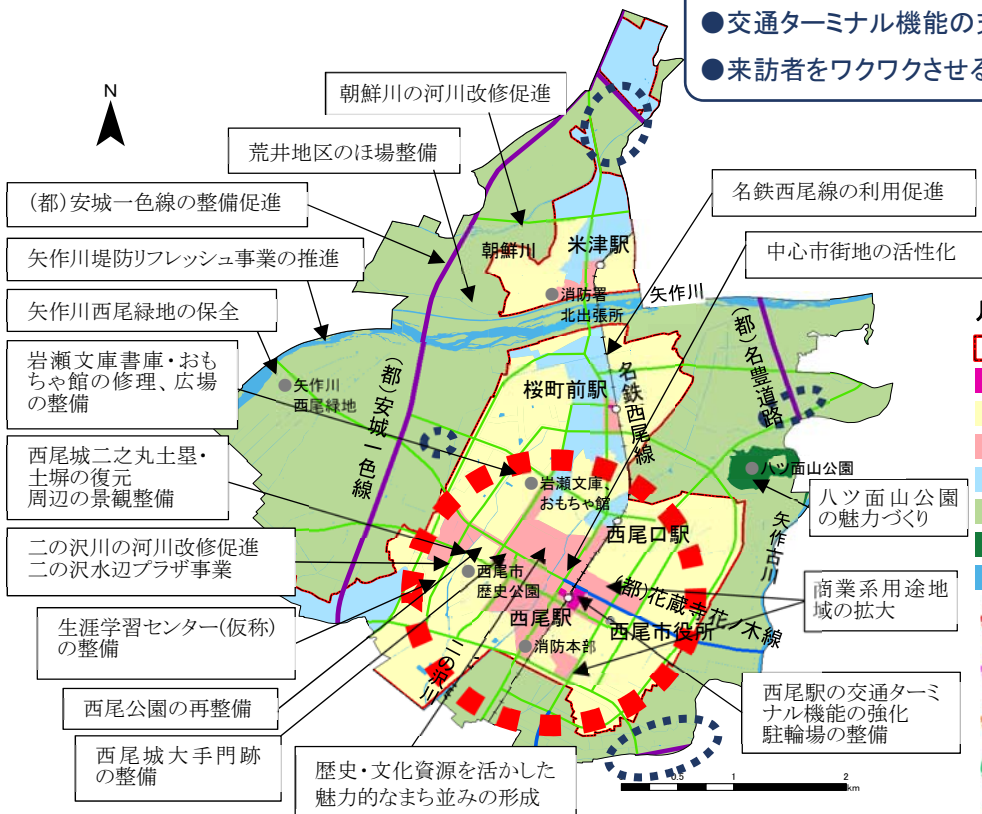 ●交通ターミナル機能の
●来訪者をワクワクさせる
N
朝鮮川の河川改修促進
荒井地区のほ場整備
(都)安城一色線の整備促進
矢作川堤防リフレッシュ事業の推進
矢作川西尾緑地の保全
岩瀬文庫書庫・おも
ちゃ館の修理、広場
の整備
西尾城二之丸土塁・
土塀の復元
周辺の景観整備
二の沢川の河川改修促進
二の沢水辺プラザ事業
生涯学習センター(仮称)
の整備
西尾公園の再整備
西尾城大手門跡
の整備
歴史・文化資源を活かした
魅力的なまち並みの形成
名鉄西尾線の利用促進
中心市街地の活性化
八ツ面山公園
の魅力づくり
商業系用途地
域の拡大
西尾駅の交通ターミ
ナル機能の強化
駐輪場の整備
朝鮮川
米津駅
消防署
北出張所
矢作川
(都)名豊道路
矢作川
西尾緑地
(都)安城一色線
桜町前駅
名鉄西尾線
八ツ面山公園
矢作古川
岩瀬文庫
おもちゃ館
西尾口駅
西尾市
歴史公園
(都)花蔵寺花ノ木線
西尾駅
西尾市役所
消防本部
二の沢川
0.5
1
2
km